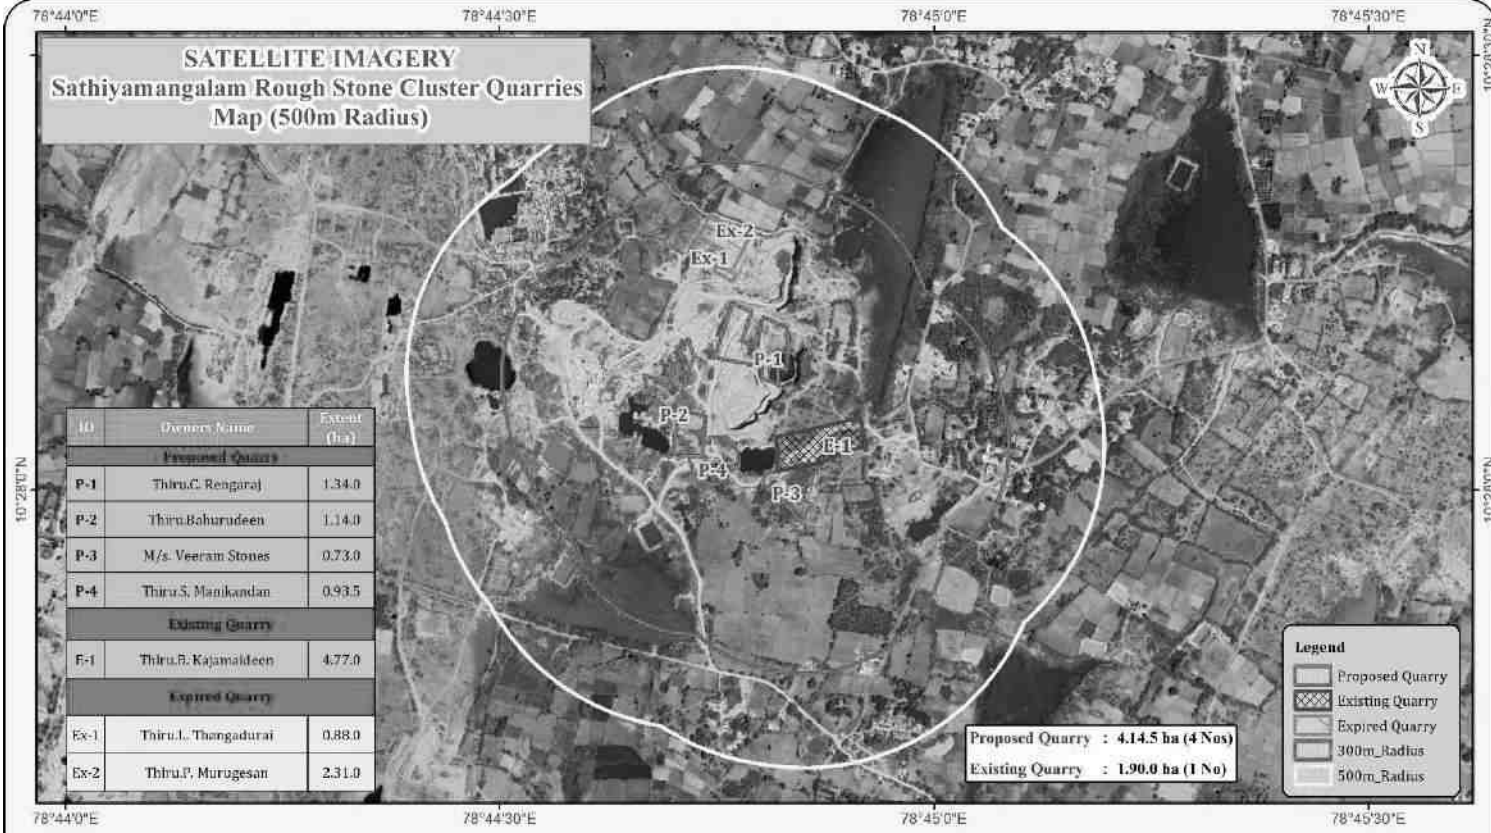 78°44'0"E 78°44'30"E 78°45'0"E 78°45'30"E
SATELLITE IMAGERY
Sathiyamangalam Rough Stone Cluster Quarries
Map (500m Radius)
N
W E
S
10°28'30"N
10°28'0"N
10°28'0"N
Ex-2
Ex-1
P-1
P-2
E-1
P-4
P-3
ID Owners Name Extent
(ha)
Proposed Quarry
P-1 Thiru.C. Rengaraj 1.34.0
P-2 Thiru.Bahurudeen 1.14.0
P-3 M/s. Veeram Stones 0.73.0
P-4 Thiru.S. Manikandan 0.93.5
Existing Quarry
E-1 Thiru.B. Kajamaideen 4.77.0
Expired Quarry
Ex-1 Thiru.L. Thangadurai 0.88.0
Ex-2 Thiru.P. Murugesan 2.31.0
Proposed Quarry : 4.14.5 ha (4 Nos)
Existing Quarry : 1.90.0 ha (1 No)
Legend
Proposed Quarry
Existing Quarry
Expired Quarry
300m_Radius
500m_Radius
78°44'0"E 78°44'30"E 78°45'0"E 78°45'30"E